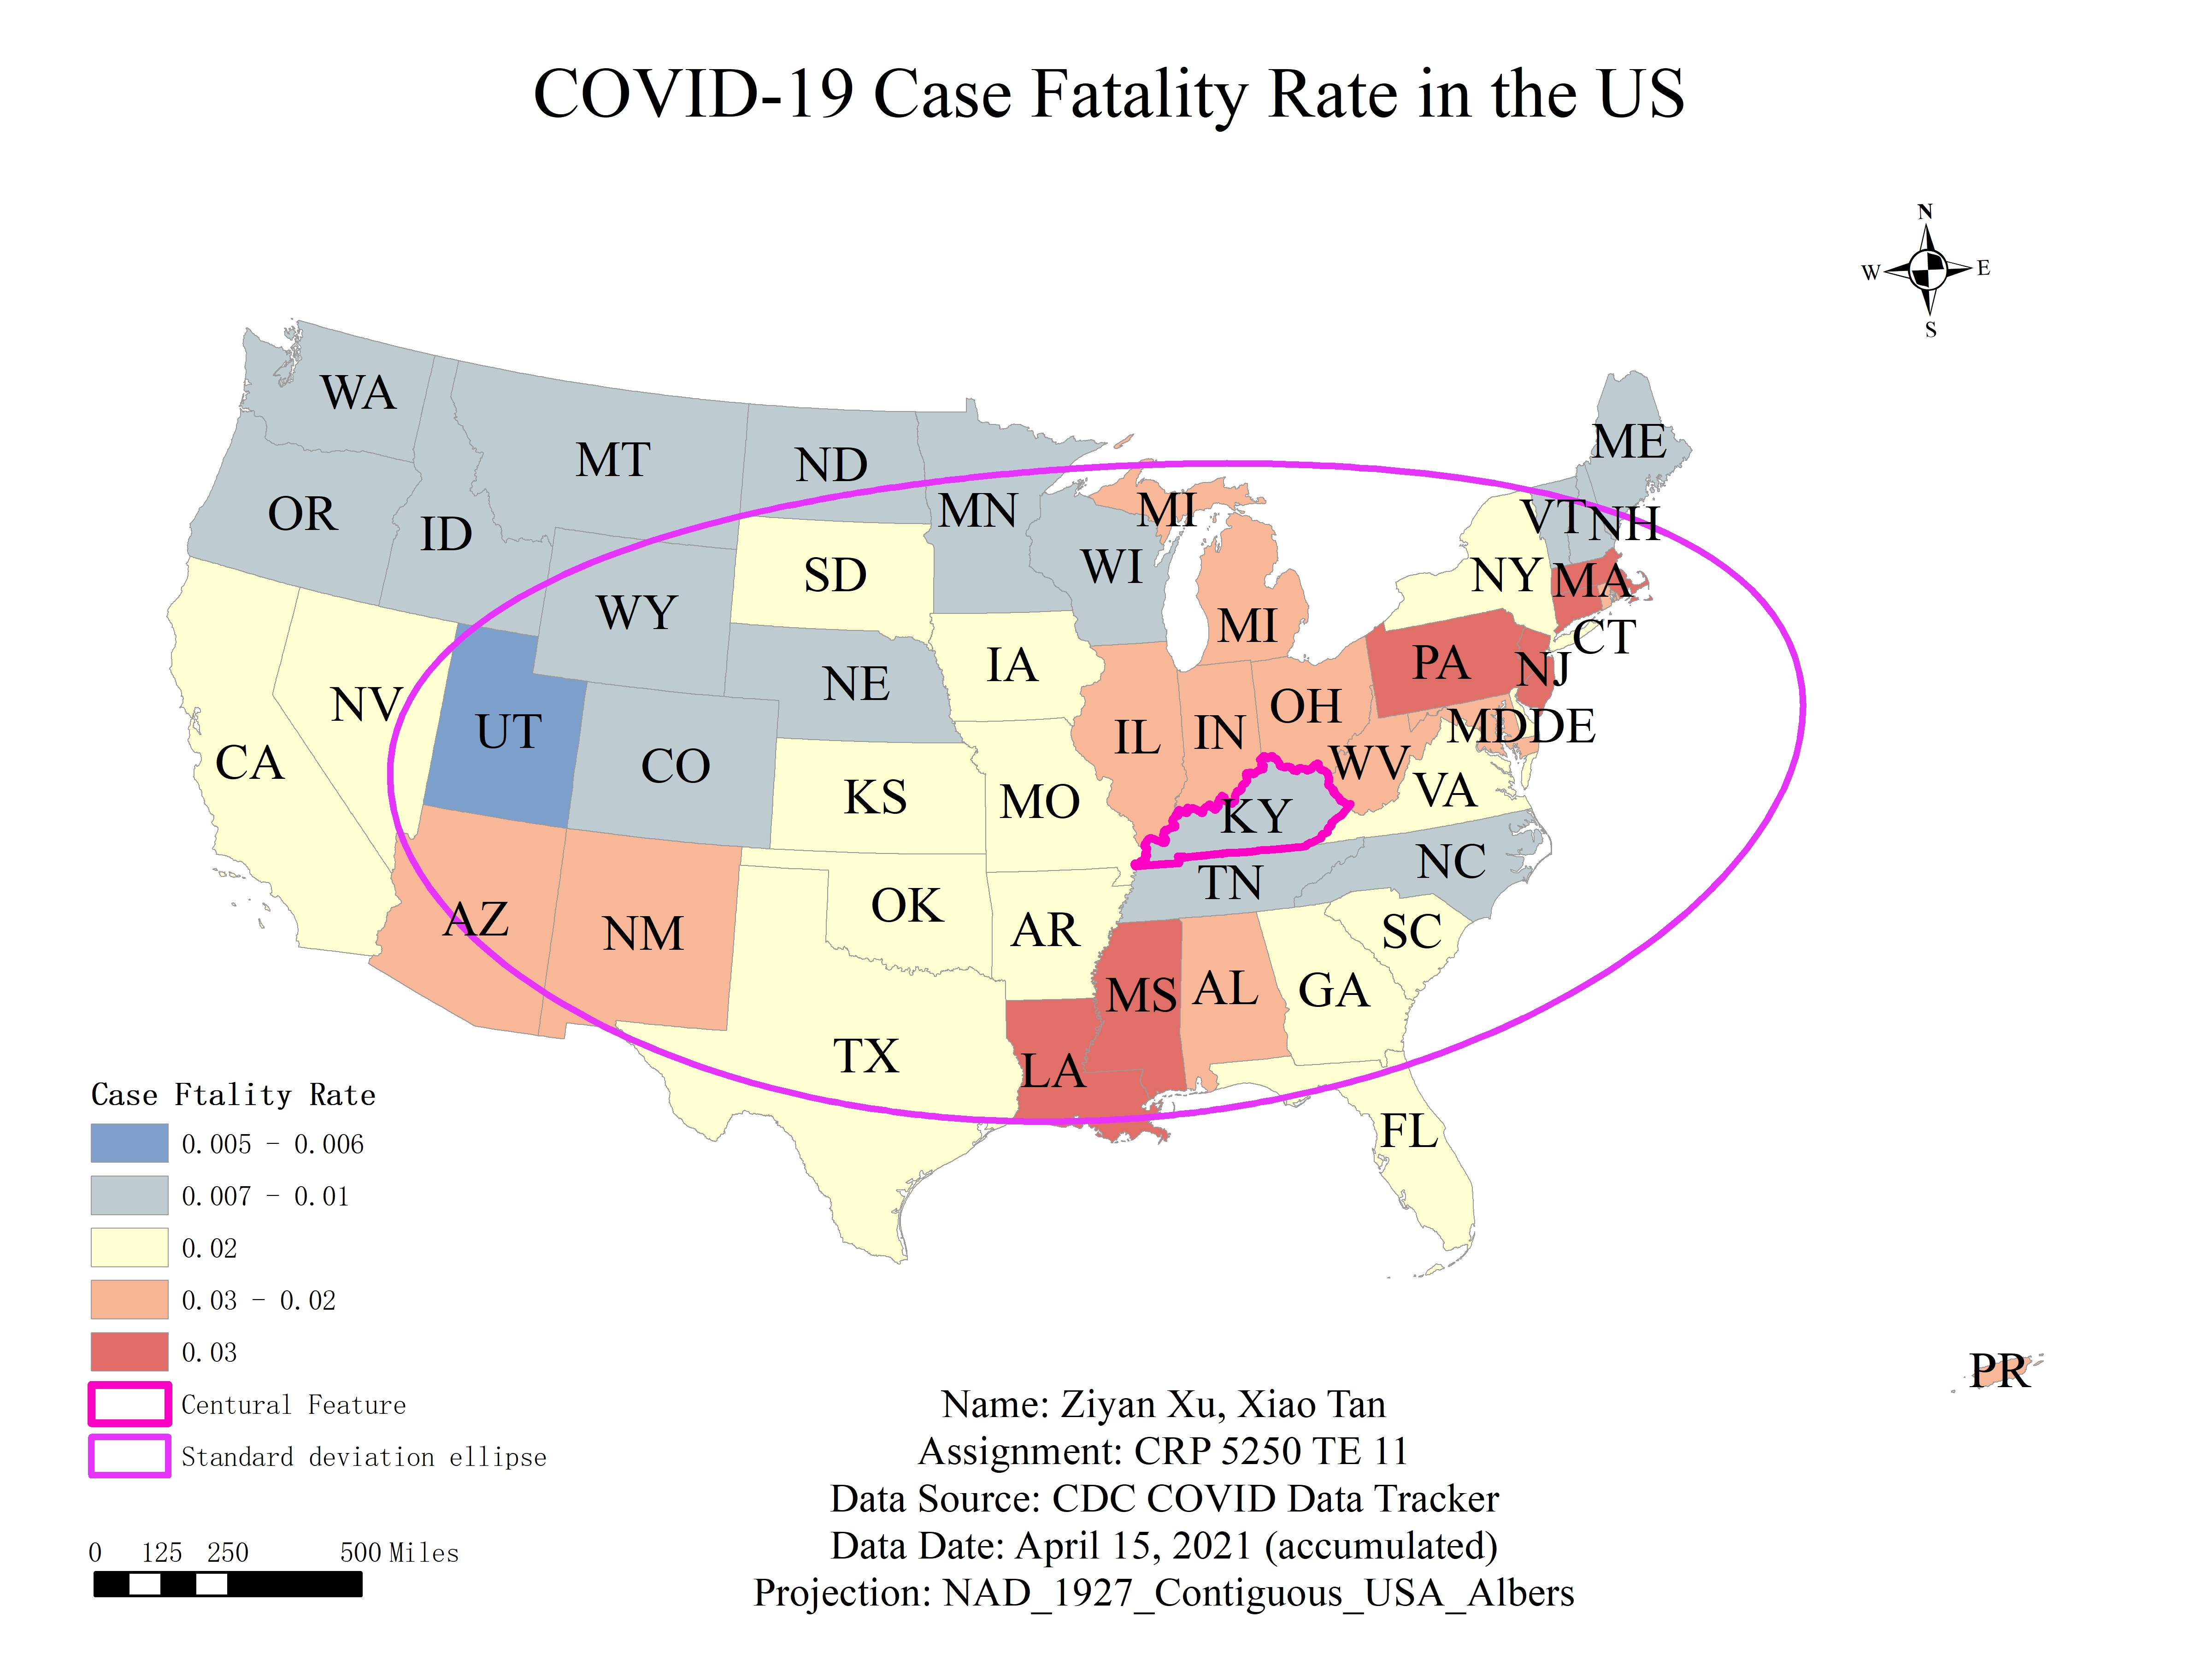 COVID-19 Case Fatality Rate in the US
N
W E
S
WA
MT
ND
ME
OR
ID
MN
MI
VT
NH
SD
WI
NY
MA
WY
MI
CT
IA
PA
NJ
NE
NV
UT
OH
IN
IL
MD
DE
CA
CO
WV
KS
MO
VA
KY
NC
TN
OK
AZ
NM
AR
SC
MS
AL
GA
TX
LA
FL
PR
Case Ftality Rate
0.005 - 0.006
0.007 - 0.01
0.02
0.03 - 0.02
0.03
Centural Feature
Standard deviation ellipse
0 125 250 500 Miles
Name: Ziyan Xu, Xiao Tan
Assignment: CRP 5250 TE 11
Data Source: CDC COVID Data Tracker
Data Date: April 15, 2021 (accumulated)
Projection: NAD_1927_Contiguous_USA_Albers